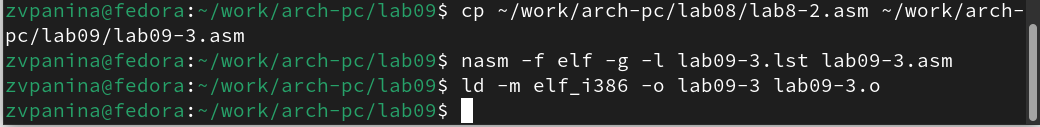 zvpanina@fedora:~/work/arch-pc/lab09$ cp ~/work/arch-pc/lab08/lab8-2.asm ~/work/arch-
pc/lab09/lab09-3.asm
zvpanina@fedora:~/work/arch-pc/lab09$ nasm -f elf -g -l lab09-3.lst lab09-3.asm
zvpanina@fedora:~/work/arch-pc/lab09$ ld -m elf_i386 -o lab09-3 lab09-3.o
zvpanina@fedora:~/work/arch-pc/lab09$